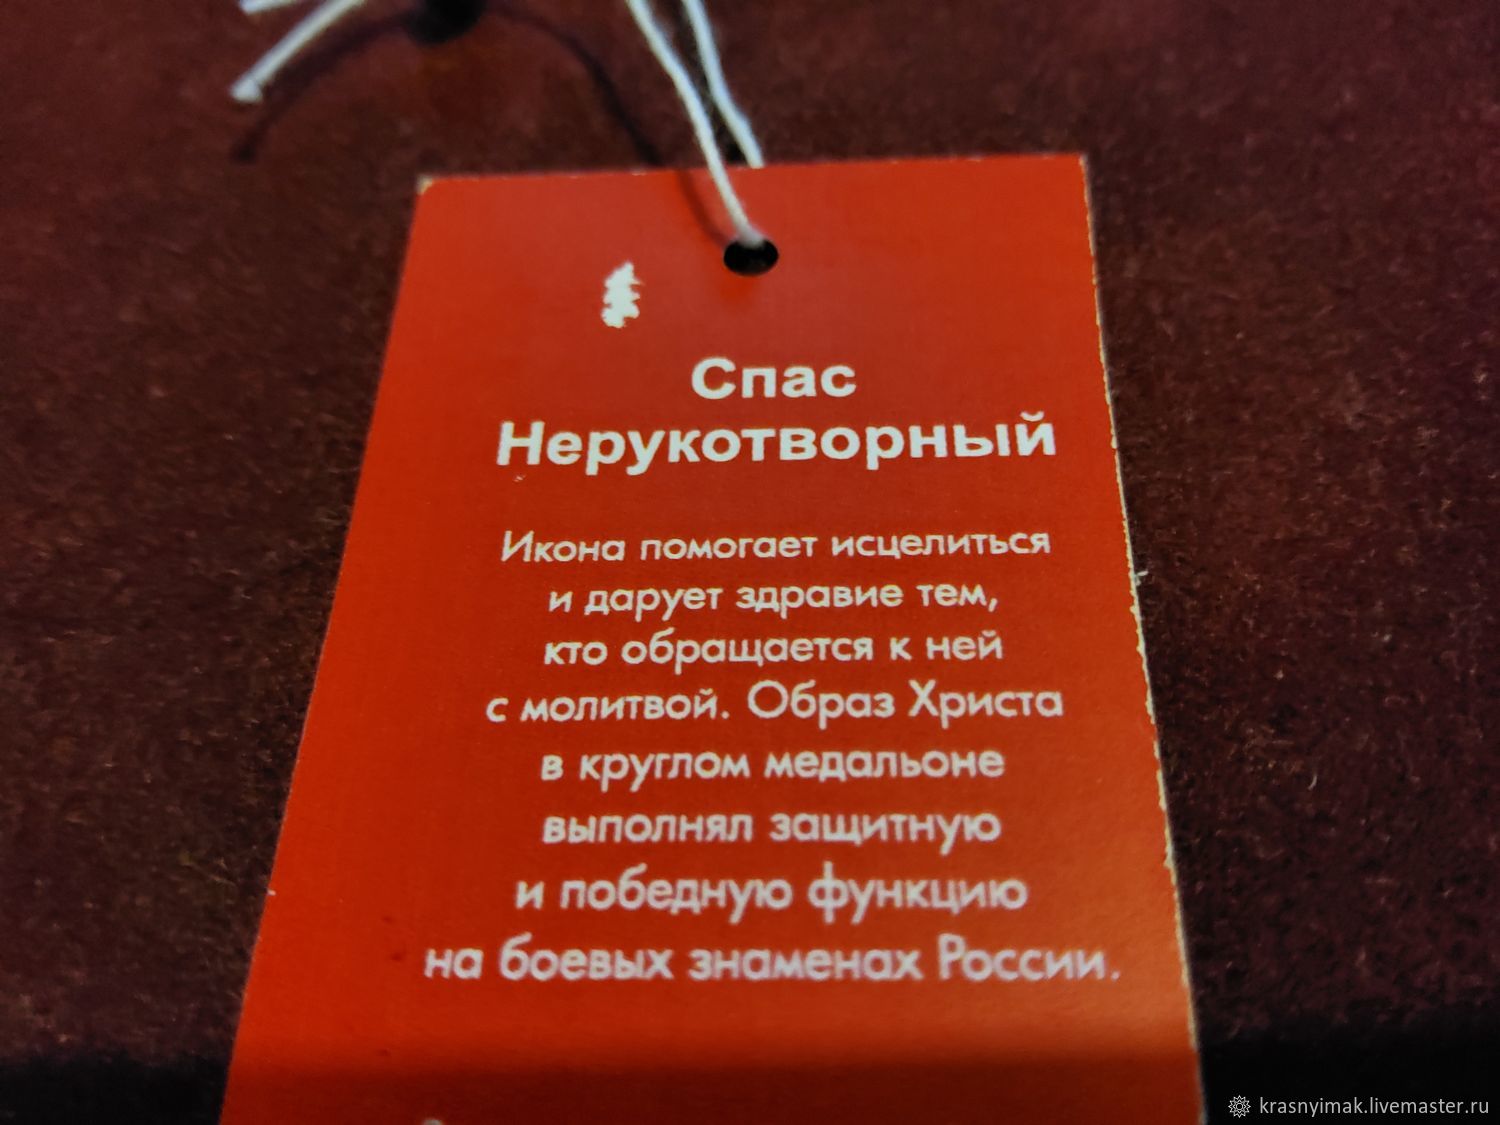 Спас
Нерукотворный
Икона помогает исцелиться
и дарует здравие тем,
кто обращается к ней
с молитвой. Образ Христа
в круглом медальоне
выполнял защитную
и победную функцию
на боевых знаменах России.
krasnyimak.livemaster.ru